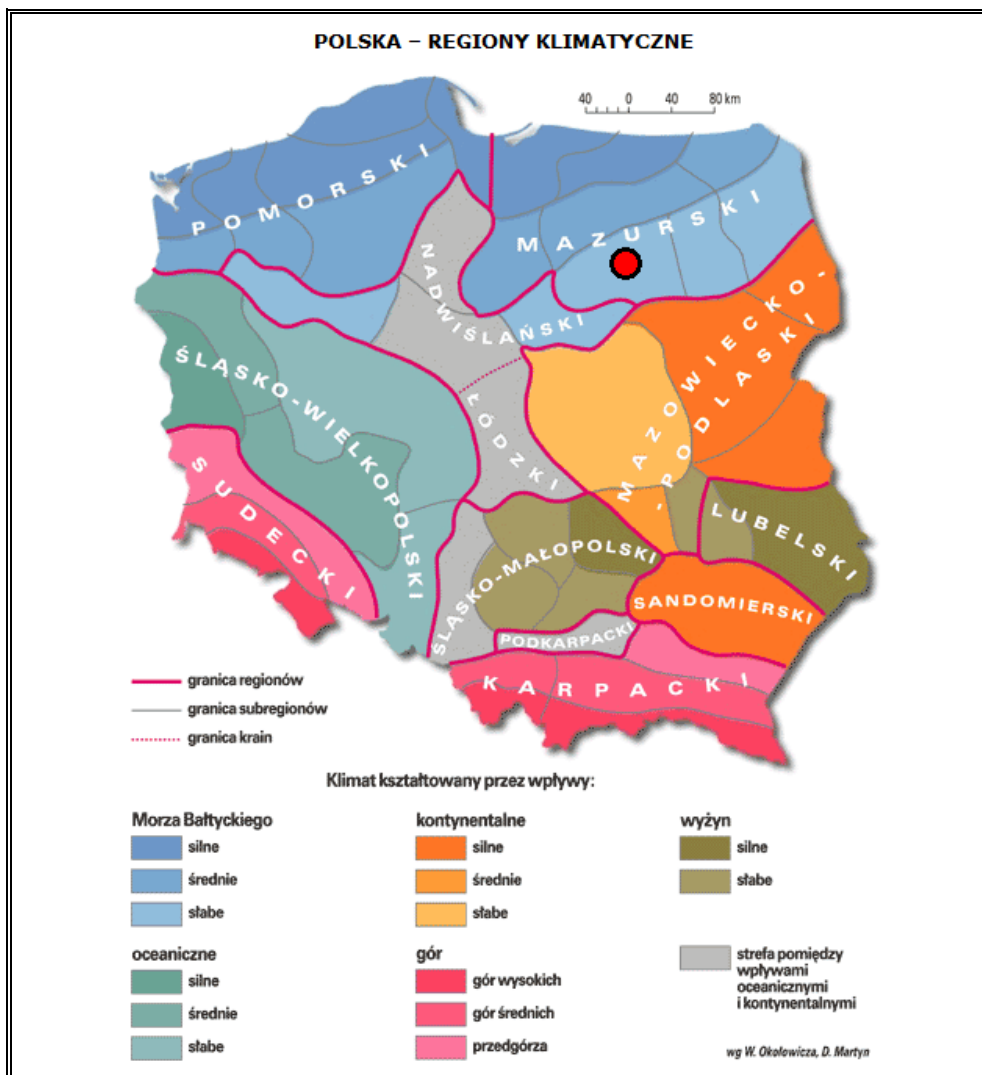 POLSKA – REGIONY KLIMATYCZNE
40 0 40 80 km
POMORSKI
MAZURSKI
NADWIŚLAŃSKI
MAZOWIECKO-
-PODLASKI
ŚLĄSKO-WIELKOPOLSKI
ŁÓDZKI
SUDECKI
LUBELSKI
ŚLĄSKO-MAŁOPOLSKI
SANDOMIERSKI
PODKARPACKI
KARPACKI
granica regionów
granica subregionów
granica krain
Klimat kształtowany przez wpływy:
Morza Bałtyckiego
silne
średnie
słabe
kontynentalne
silne
średnie
słabe
wyżyn
silne
słabe
oceaniczne
silne
średnie
słabe
gór
gór wysokich
gór średnich
przedgórza
strefa pomiędzy
wpływami
oceanicznymi
i kontynentalnymi
wg W. Okołowicza, D. Martyn